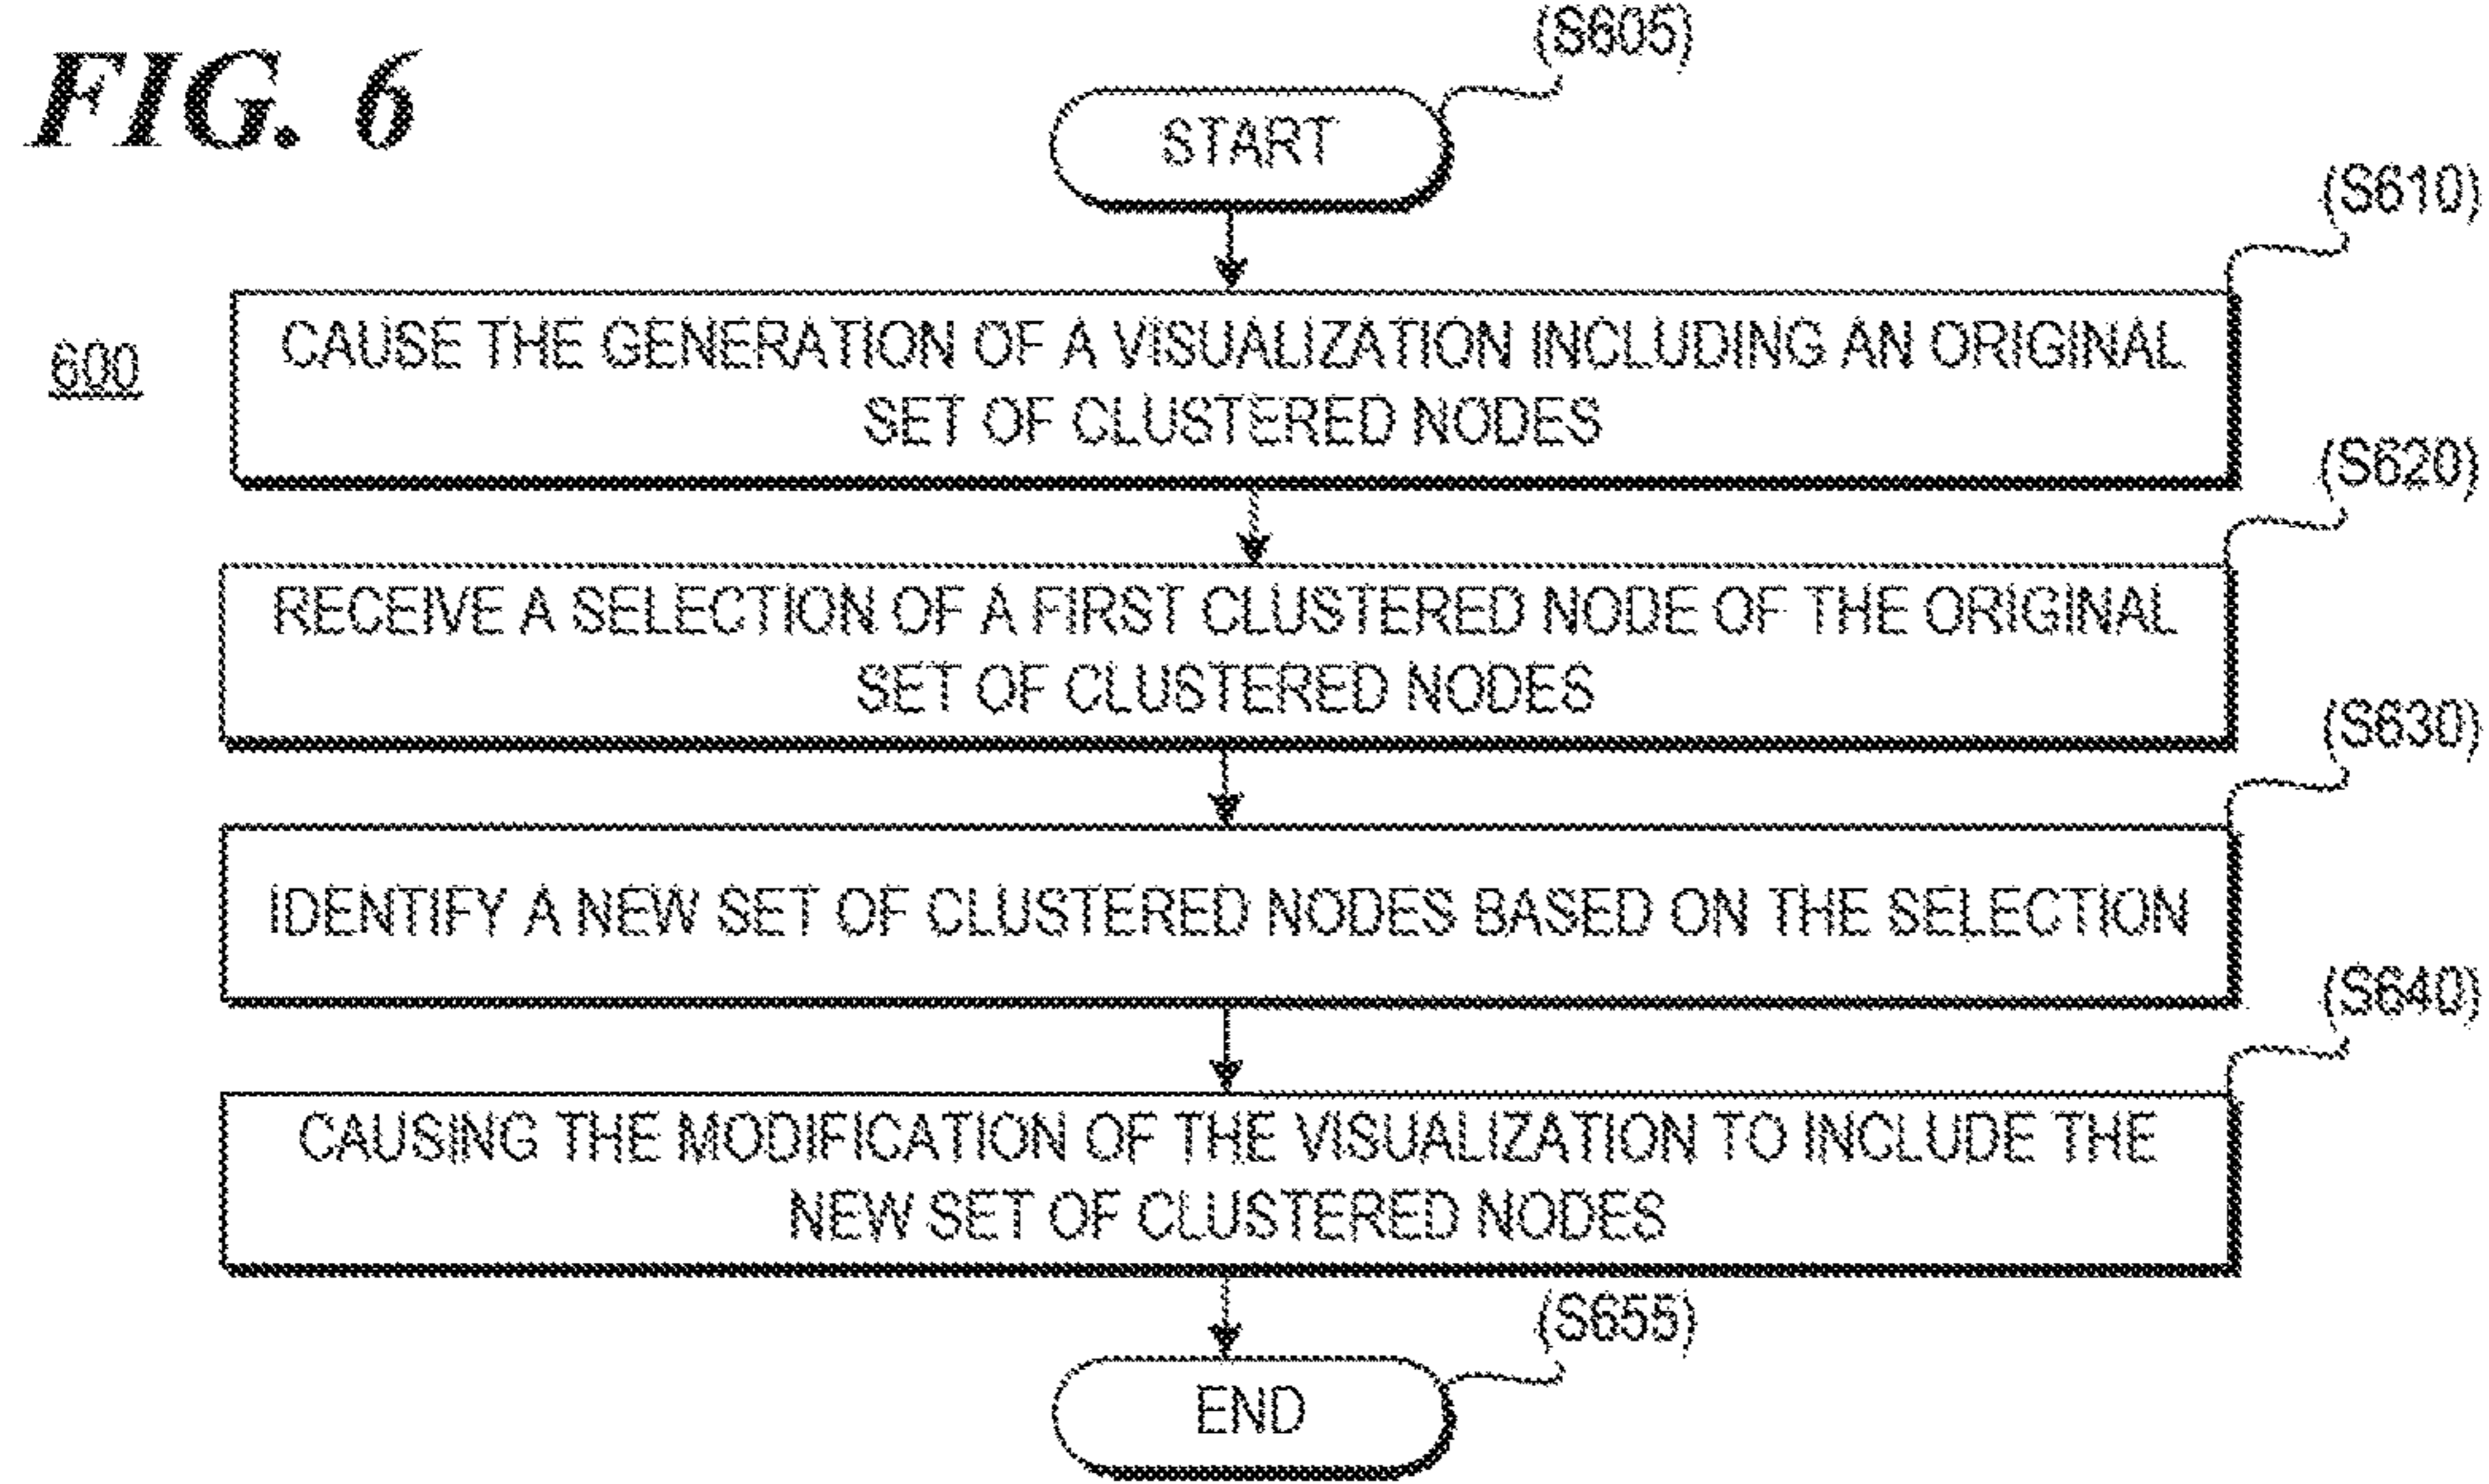 FIG. 6
(S605)
START
(S610)
600
CAUSE THE GENERATION OF A VISUALIZATION INCLUDING AN ORIGINAL
SET OF CLUSTERED NODES
(S620)
RECEIVE A SELECTION OF A FIRST CLUSTERED NODE OF THE ORIGINAL
SET OF CLUSTERED NODES
(S630)
IDENTIFY A NEW SET OF CLUSTERED NODES BASED ON THE SELECTION
(S640)
CAUSING THE MODIFICATION OF THE VISUALIZATION TO INCLUDE THE
NEW SET OF CLUSTERED NODES
(S655)
END